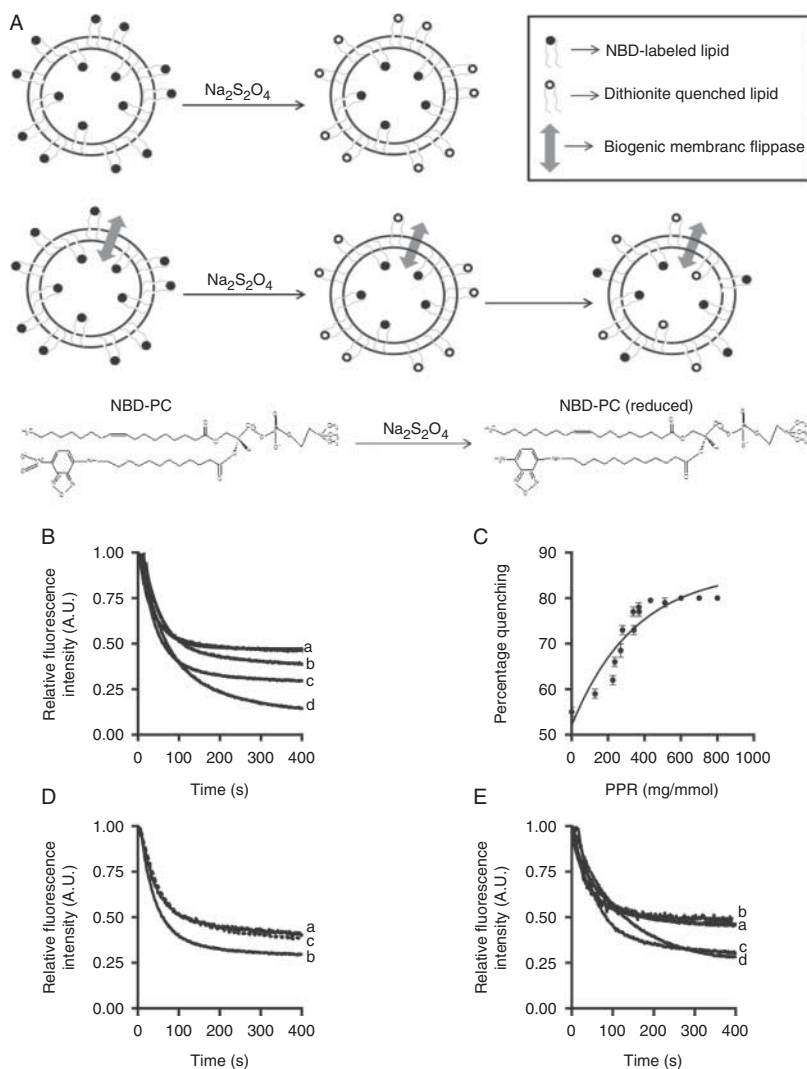 A
Na2S2O4
NBD-labeled lipid
Dithionite quenched lipid
Biogenic membranc flippase
Na2S2O4
NBD-PC
Na2S2O4
NBD-PC (reduced)
B
Relative fluorescence
intensity (A.U.)
1.00
0.75
0.50
0.25
0.00
a
b
c
d
0 100 200 300 400
Time (s)
C
Percentage quenching
90
80
70
60
50
0 200 400 600 800 1000
PPR (mg/mmol)
D
Relative fluorescence
intensity (A.U.)
1.00
0.75
0.50
0.25
0.00
a
c
b
0 100 200 300 400
Time (s)
E
Relative fluorescence
intensity (A.U.)
1.00
0.75
0.50
0.25
0.00
b
a
c
d
0 100 200 300 400
Time (s)